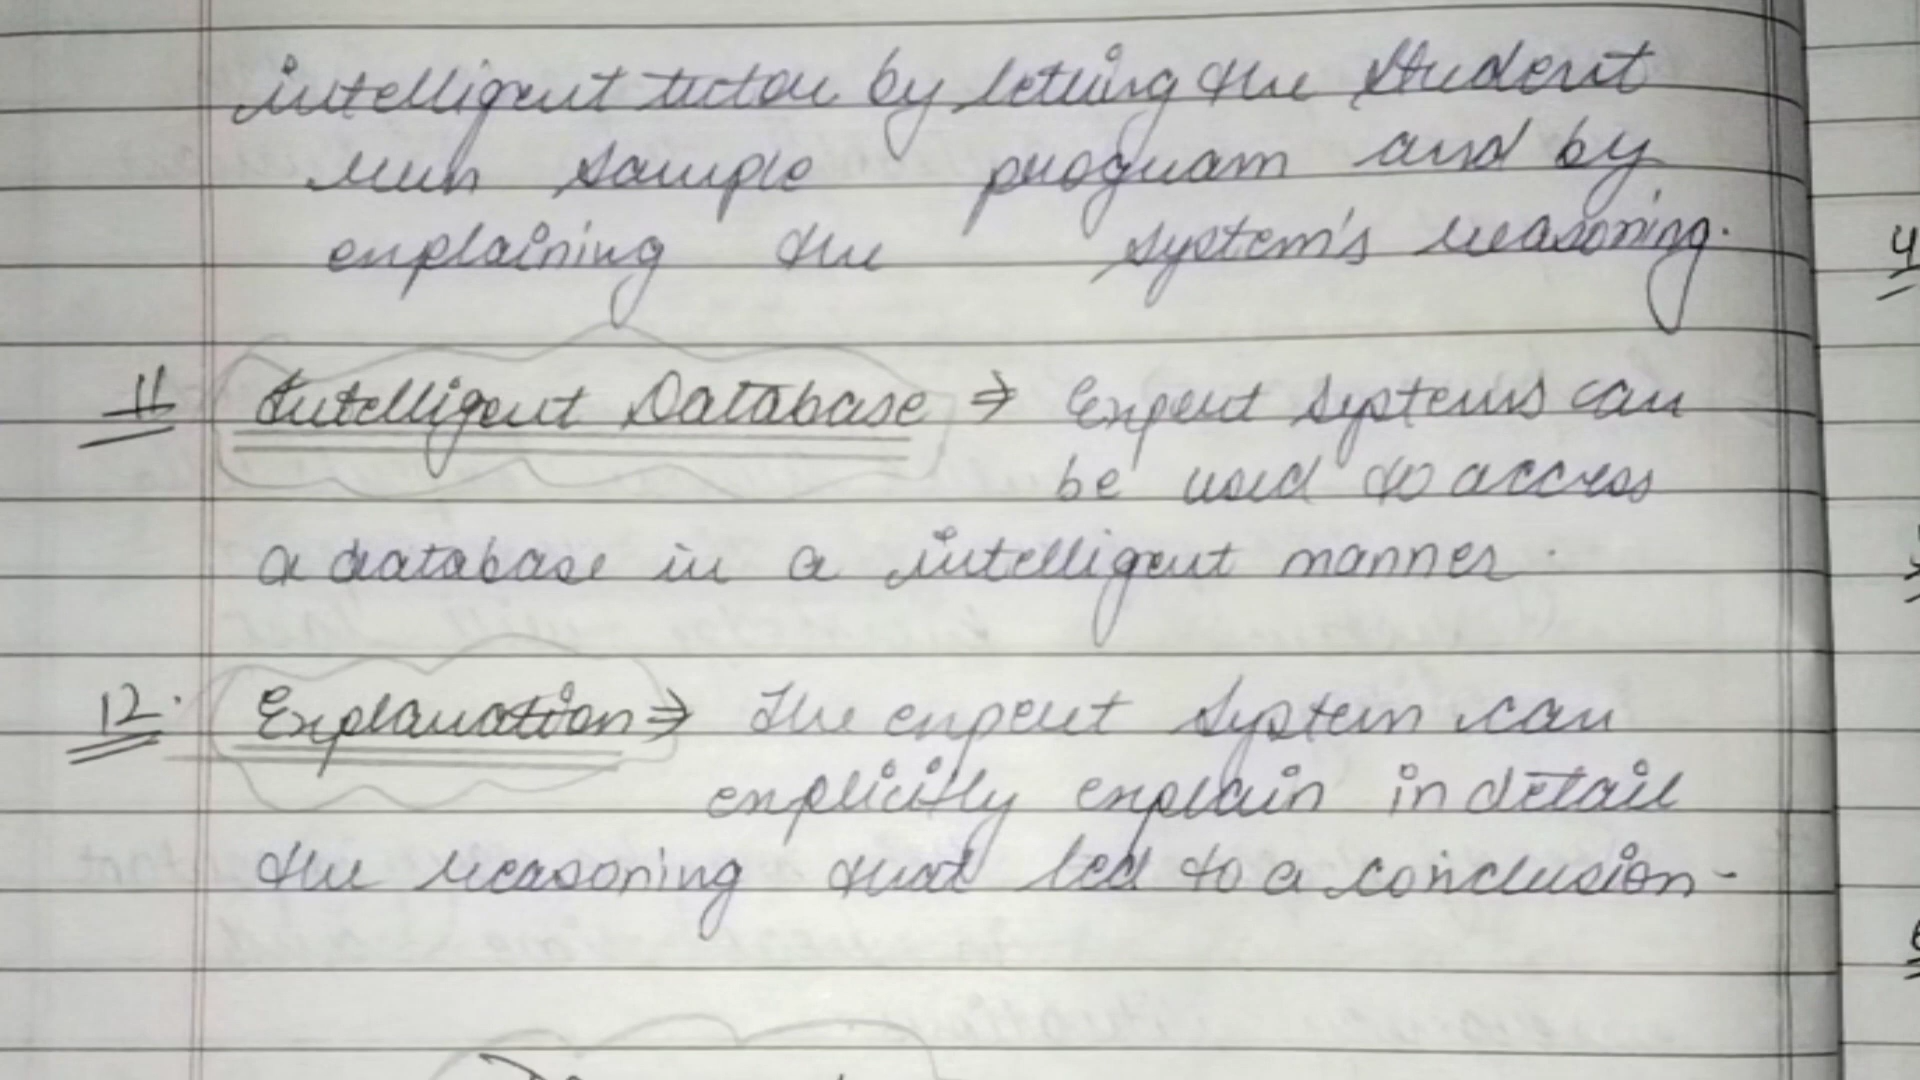 intelligent tutor by letting the student
run sample program and by
explaining the system's reasoning.
11 Intelligent Database ⇒ Expert systems can
be used to access
a database in a intelligent manner.
12. Explanation ⇒ The expert system can
explicitly explain in detail
the reasoning that led to a conclusion.
4